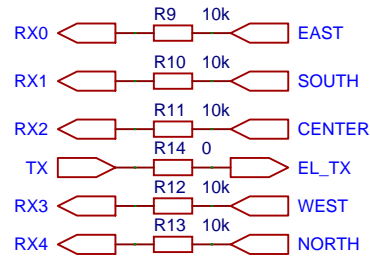 R9 10k
RX0 EAST
R10 10k
RX1 SOUTH
R11 10k
RX2 CENTER
R14 0
TX EL_TX
R12 10k
RX3 WEST
R13 10k
RX4 NORTH